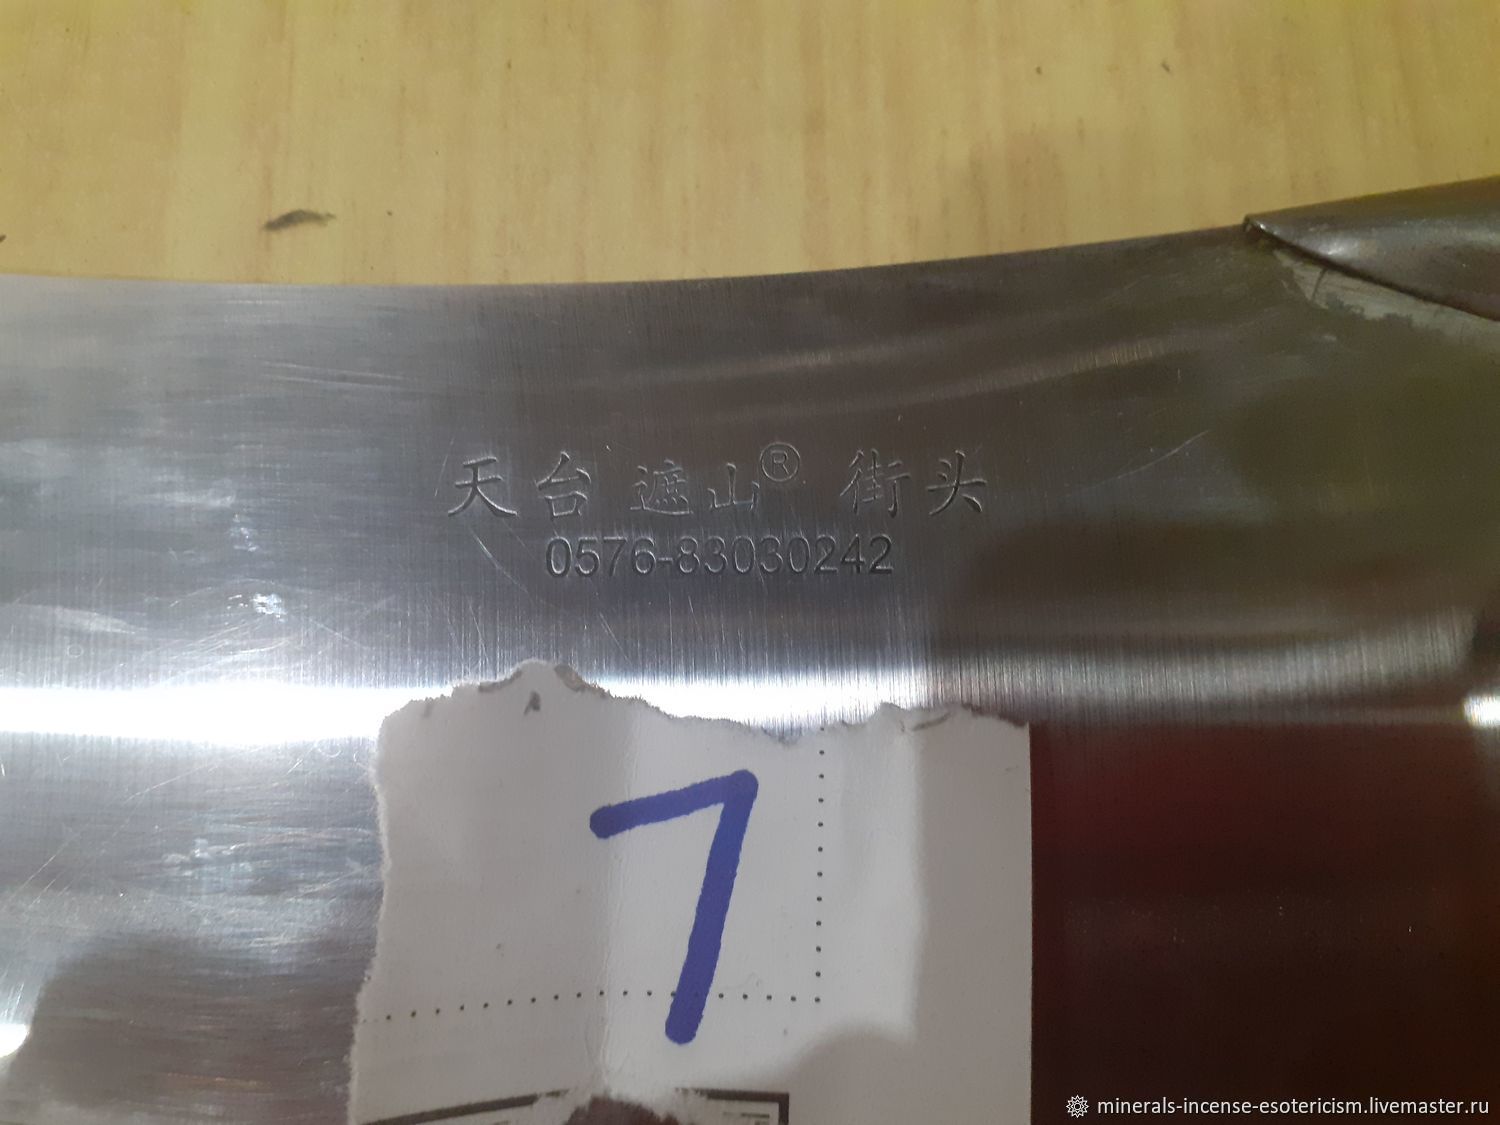 天台 遮山® 街头
0576-83030242
7
minerals-incense-esotericism.livemaster.ru